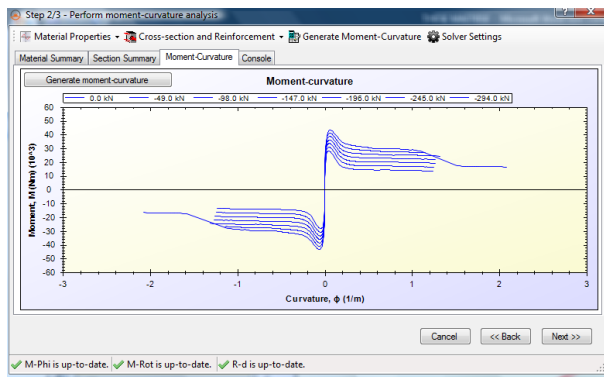 Step 2/3 - Perform moment-curvature analysis
Material Properties Cross-section and Reinforcement Generate Moment-Curvature Solver Settings
Material Summary Section Summary Moment-Curvature Console
Generate moment-curvature
Moment-curvature
0.0 kN -49.0 kN -98.0 kN -147.0 kN -196.0 kN -245.0 kN -294.0 kN
60
50
40
30
20
10
0
-10
-20
-30
-40
-50
-60
Moment, M (Nm) (10^3)
-3 -2 -1 0 1 2 3
Curvature, ϕ (1/m)
Cancel << Back Next >>
M-Phi is up-to-date. M-Rot is up-to-date. R-d is up-to-date.